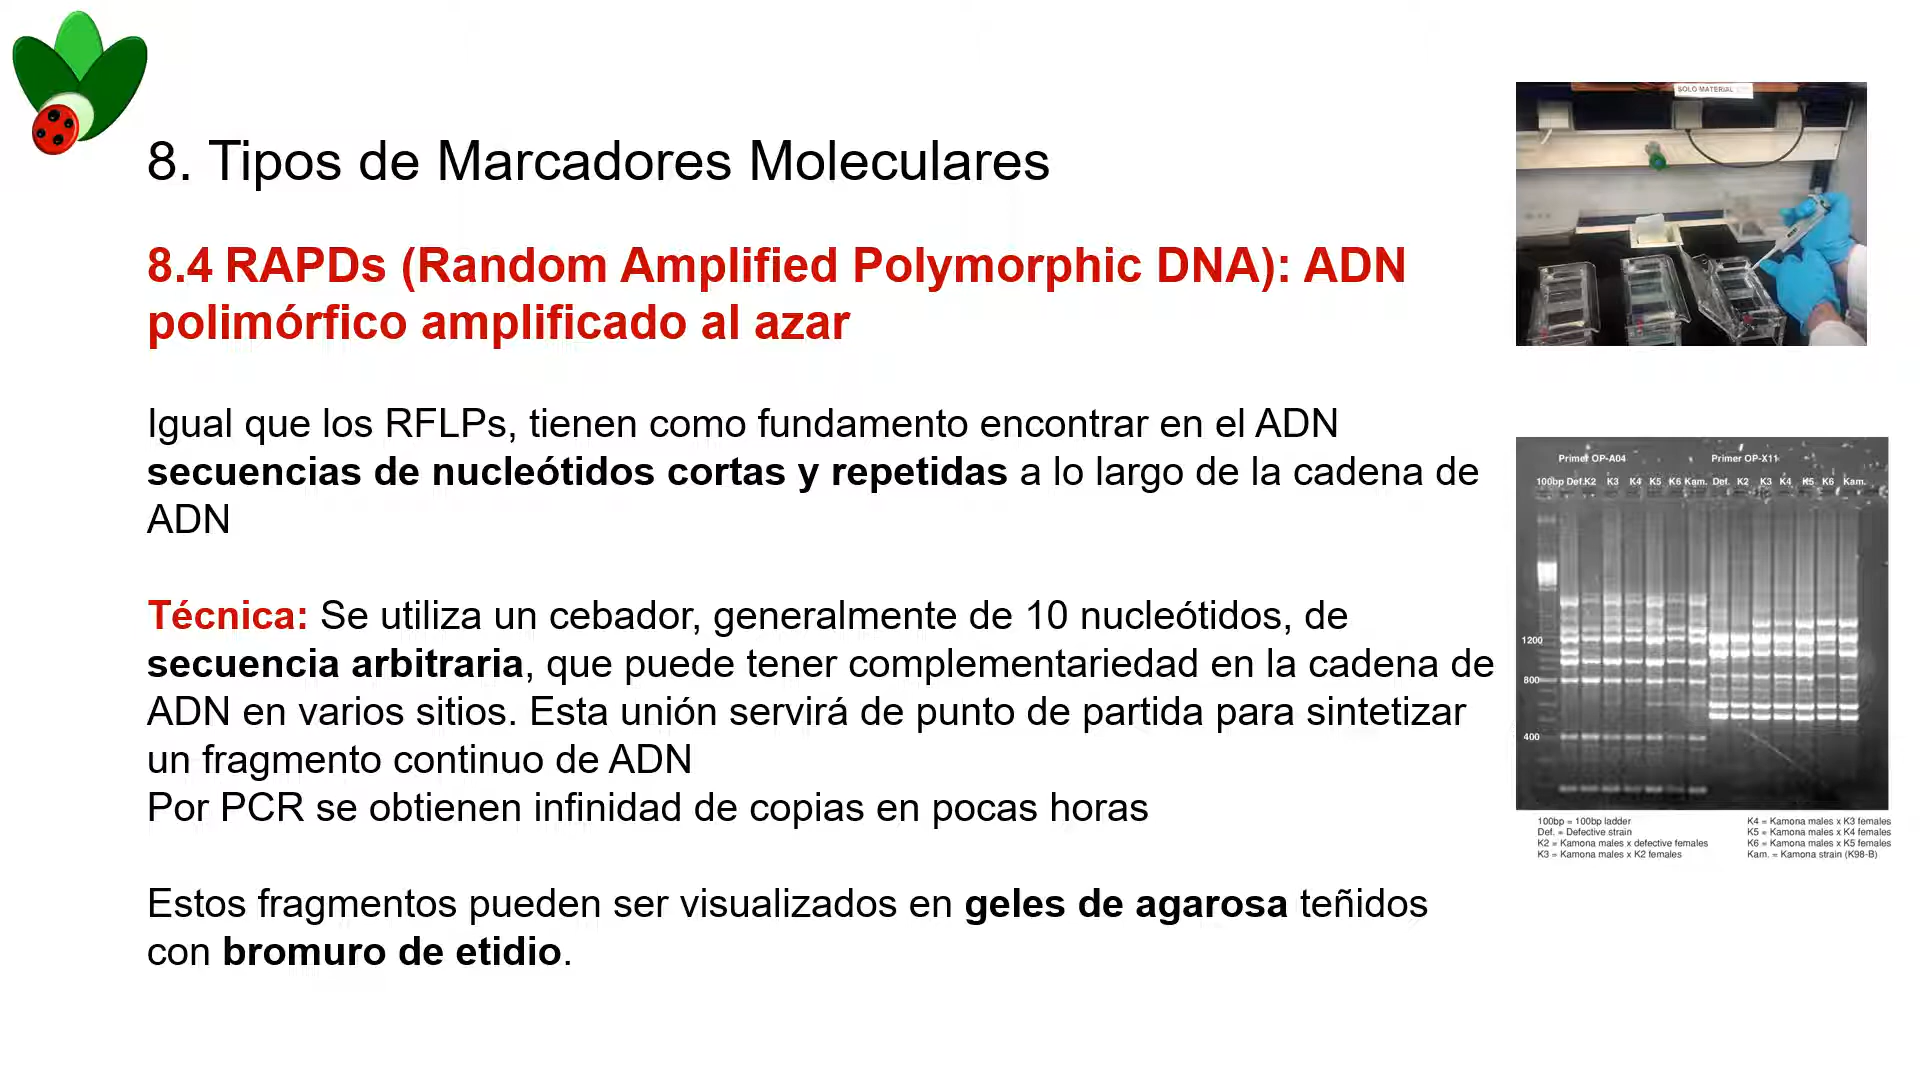 8. Tipos de Marcadores Moleculares
8.4 RAPDs (Random Amplified Polymorphic DNA): ADN
polimórfico amplificado al azar
Igual que los RFLPs, tienen como fundamento encontrar en el ADN
secuencias de nucleótidos cortas y repetidas a lo largo de la cadena de
ADN
Técnica: Se utiliza un cebador, generalmente de 10 nucleótidos, de
secuencia arbitraria, que puede tener complementariedad en la cadena de
ADN en varios sitios. Esta unión servirá de punto de partida para sintetizar
un fragmento continuo de ADN
Por PCR se obtienen infinidad de copias en pocas horas
Estos fragmentos pueden ser visualizados en geles de agarosa teñidos
con bromuro de etidio.
SOLO MATERIAL
Primer OP-A04 Primer OP-X11
100bp Def.K2 K3 K4 K5 K6 Kam. Def. K2 K3 K4 K5 K6 Kam.
1200
800
400
100bp = 100bp ladder
Def. = Defective strain
K2 = Kamona males x defective females
K3 = Kamona males x K2 females
K4 = Kamona males x K3 females
K5 = Kamona males x K4 females
K6 = Kamona males x K5 females
Kam. = Kamona strain (K98-B)